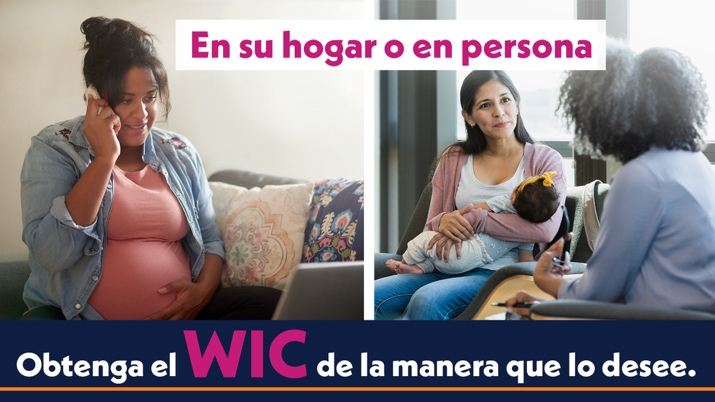 En su hogar o en persona
Obtenga el WIC de la manera que lo desee.